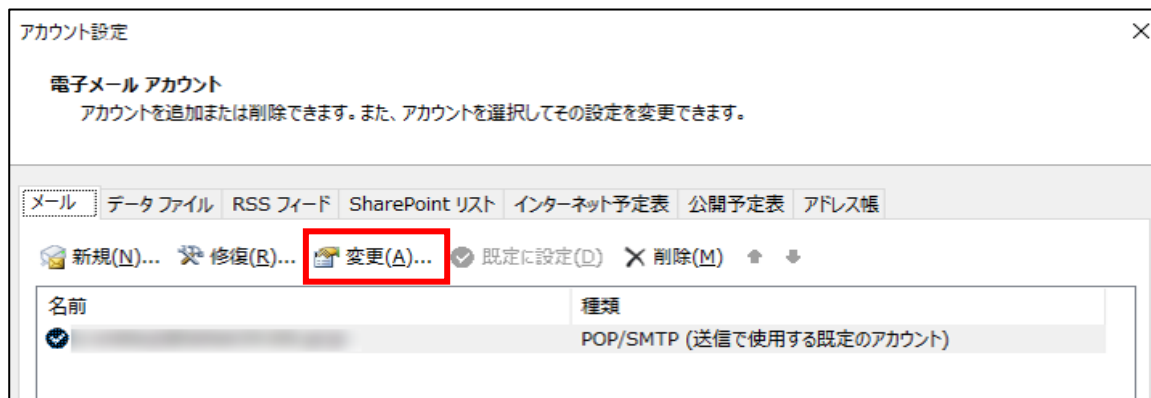 アカウント設定
電子メール アカウント
アカウントを追加または削除できます。また、アカウントを選択してその設定を変更できます。
メール データ ファイル RSS フィード SharePoint リスト インターネット予定表 公開予定表 アドレス帳
新規(N)... 修復(R)... 変更(A)... 既定に設定(D) 削除(M)
名前 種類
POP/SMTP (送信で使用する既定のアカウント)